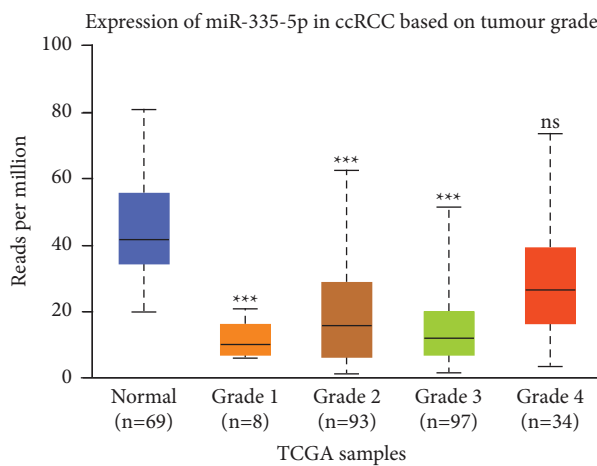 Expression of miR-335-5p in ccRCC based on tumour grade
100
80
60
40
20
0
Reads per million
***
***
***
ns
Normal Grade 1 Grade 2 Grade 3 Grade 4
(n=69) (n=8) (n=93) (n=97) (n=34)
TCGA samples